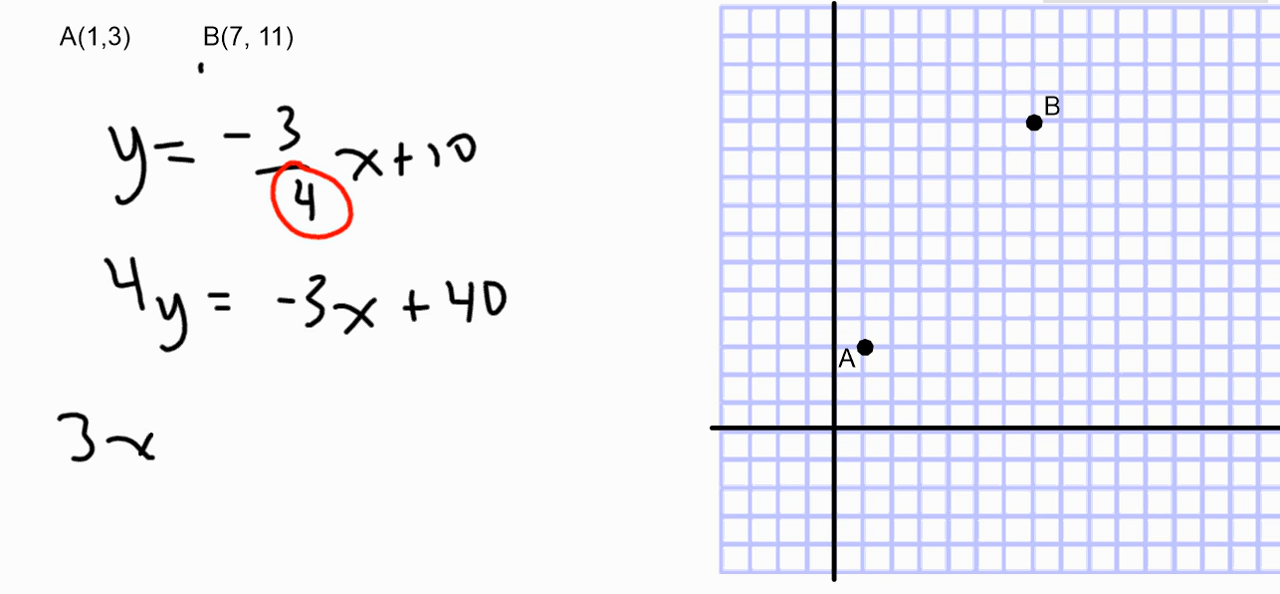 A(1,3) B(7, 11)
y = -3/4 x + 10
4y = -3x + 40
3x
B
A